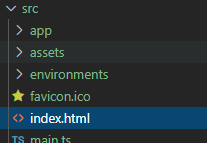 src
app
assets
environments
favicon.ico
index.html
TS main.ts